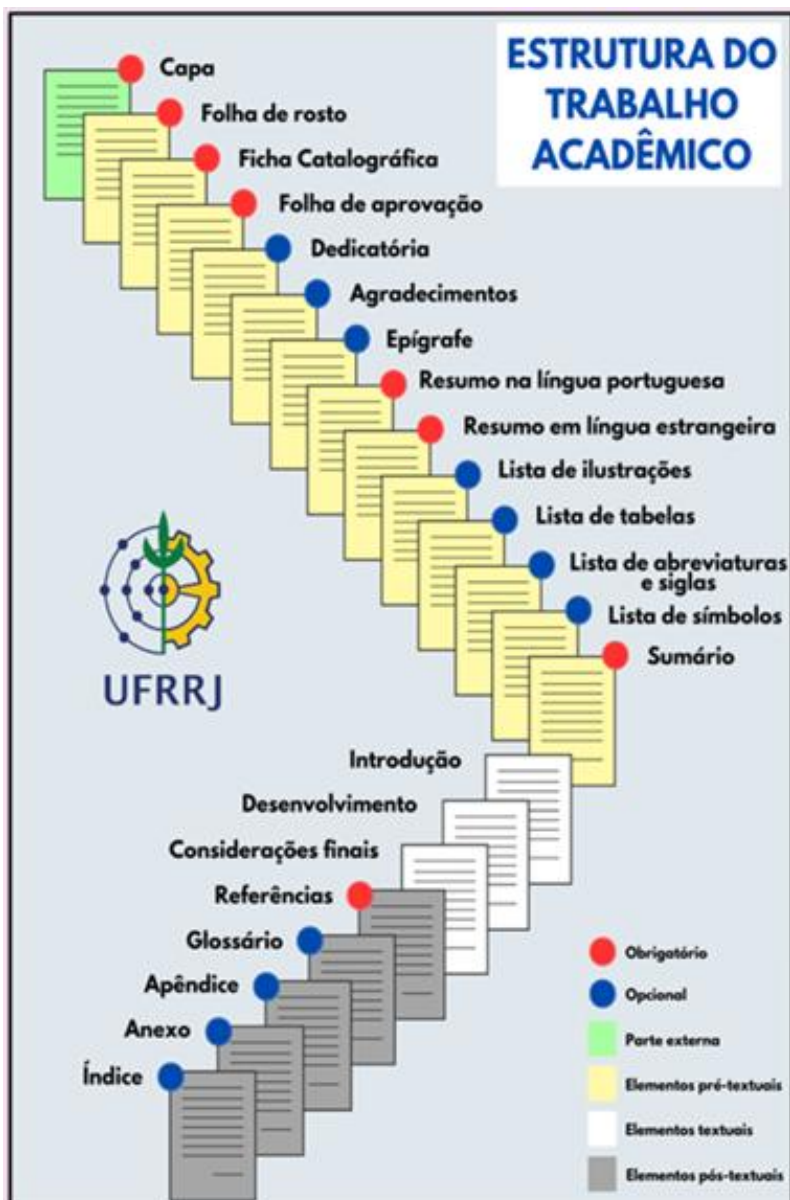 ESTRUTURA DO
TRABALHO
ACADÊMICO
Capa
Folha de rosto
Ficha Catalográfica
Folha de aprovação
Dedicatória
Agradecimentos
Epígrafe
Resumo na língua portuguesa
Resumo em língua estrangeira
Lista de ilustrações
Lista de tabelas
Lista de abreviaturas
e siglas
Lista de símbolos
Sumário
UFRRJ
Introdução
Desenvolvimento
Considerações finais
Referências
Glossário
Apêndice
Anexo
Índice
Obrigatório
Opcional
Parte externa
Elementos pré-textuais
Elementos textuais
Elementos pós-textuais